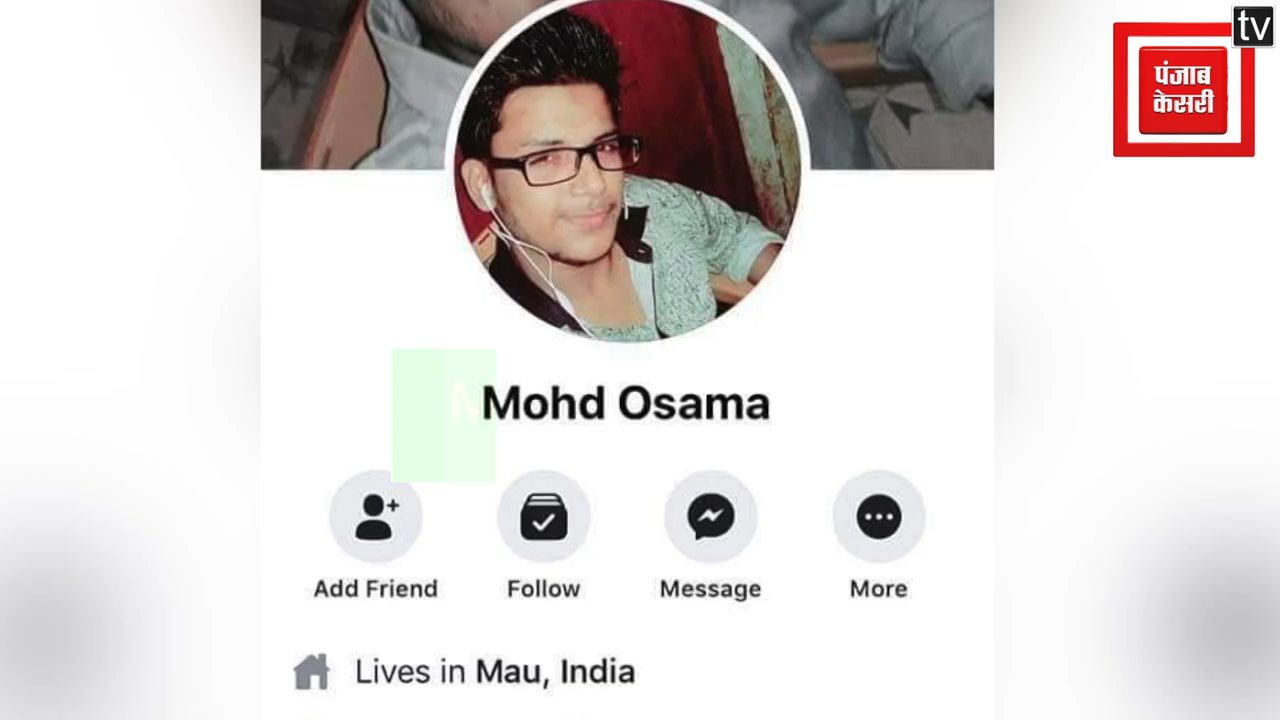 tv
पंजाब
केसरी
Mohd Osama
Add Friend
Follow
Message
More
Lives in Mau, India